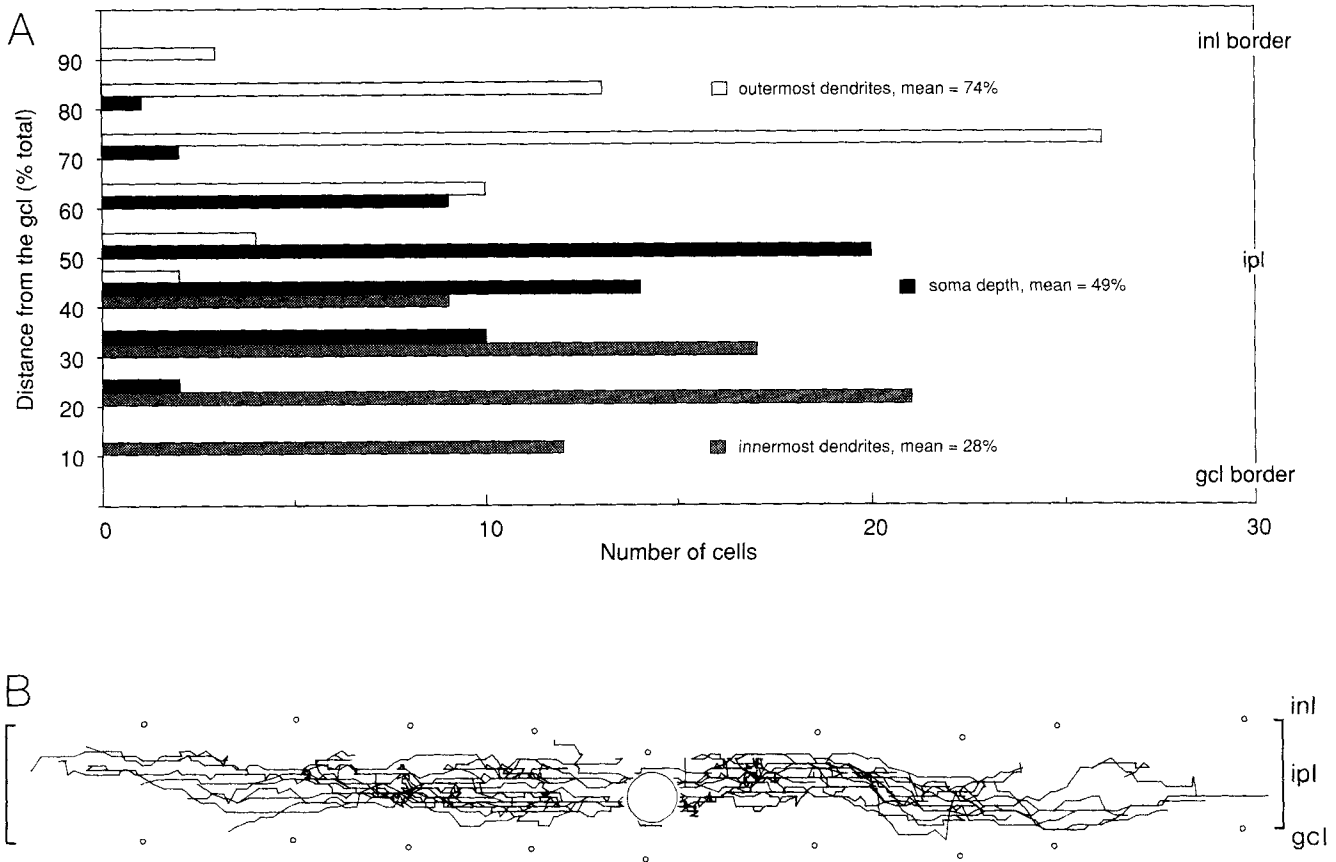 A
inl border
90
outermost dendrites, mean = 74%
80
70
60
50
ipl
soma depth, mean = 49%
40
30
20
innermost dendrites, mean = 28%
10
gcl border
Distance from the gcl (% total)
0
10
20
30
Number of cells
B
inl
ipl
gcl